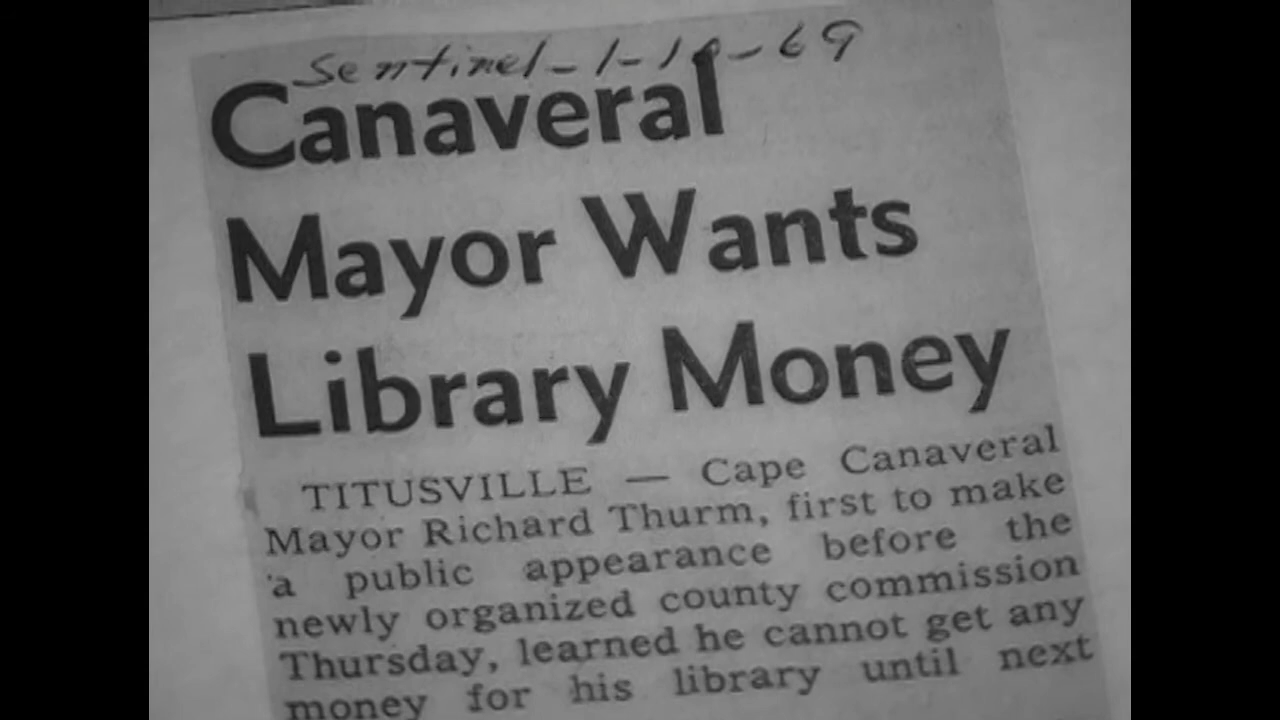 Sentinel - 1-10-69
Canaveral
Mayor Wants
Library Money
TITUSVILLE — Cape Canaveral
Mayor Richard Thurm, first to make
a public appearance before the
newly organized county commission
Thursday, learned he cannot get any
money for his library until next